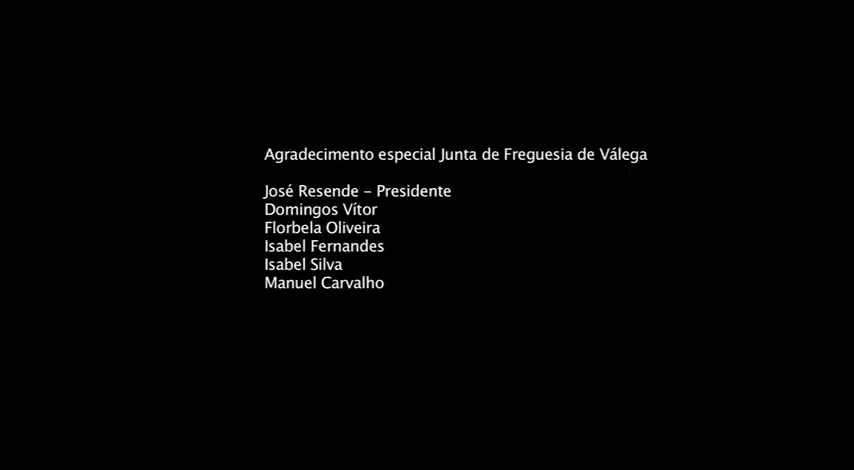 Agradecimento especial Junta de Freguesia de Válega
José Resende - Presidente
Domingos Vítor
Florbela Oliveira
Isabel Fernandes
Isabel Silva
Manuel Carvalho